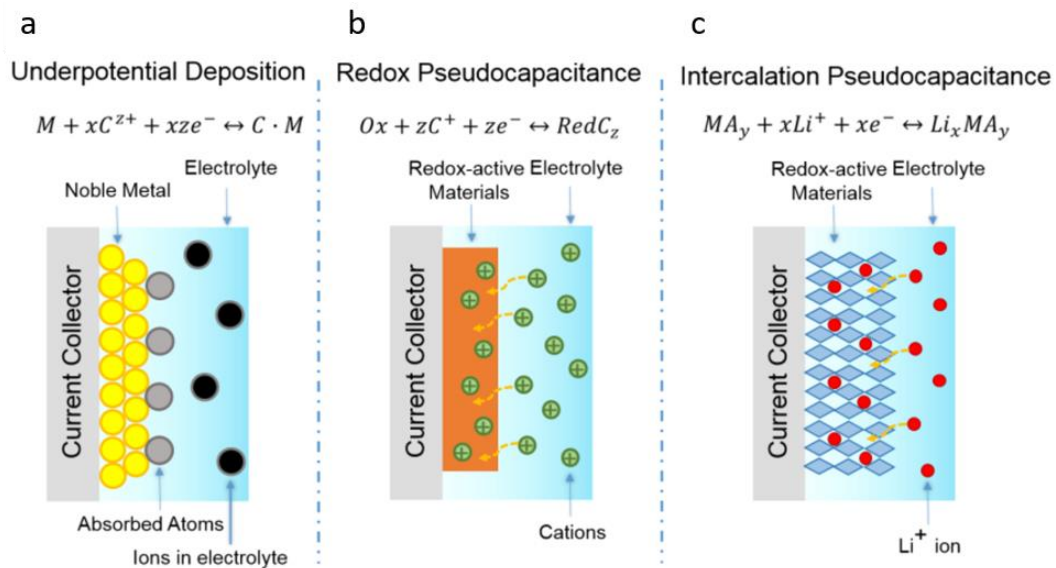 a
Underpotential Deposition
M + xC^{z+} + xze^- ↔ C · M
Electrolyte
Noble Metal
Current Collector
Absorbed Atoms
Ions in electrolyte
b
Redox Pseudocapacitance
Ox + zC^+ + ze^- ↔ RedC_z
Redox-active Electrolyte
Materials
Current Collector
Cations
c
Intercalation Pseudocapacitance
MA_y + xLi^+ + xe^- ↔ Li_xMA_y
Redox-active Electrolyte
Materials
Current Collector
Li^+ ion